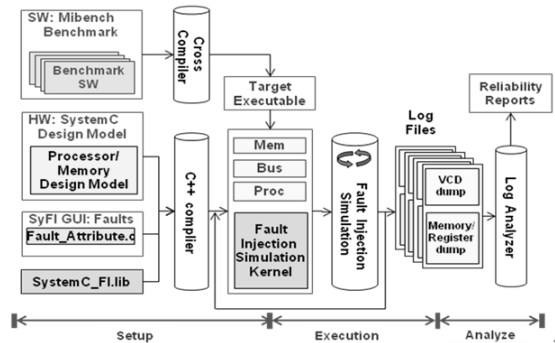 SW: Mibench
Benchmark
Benchmark
SW
Cross
Compiler
Target
Executable
HW: SystemC
Design Model
Processor/
Memory
Design Model
SyFI GUI: Faults
Fault_Attribute.c
SystemC_FI.lib
C++ complier
Mem
Bus
Proc
Fault
Injection
Simulation
Kernel
Fault Injection
Simulation
Log
Files
VCD
dump
Memory/
Register
dump
Log Analyzer
Reliability
Reports
Setup
Execution
Analyze